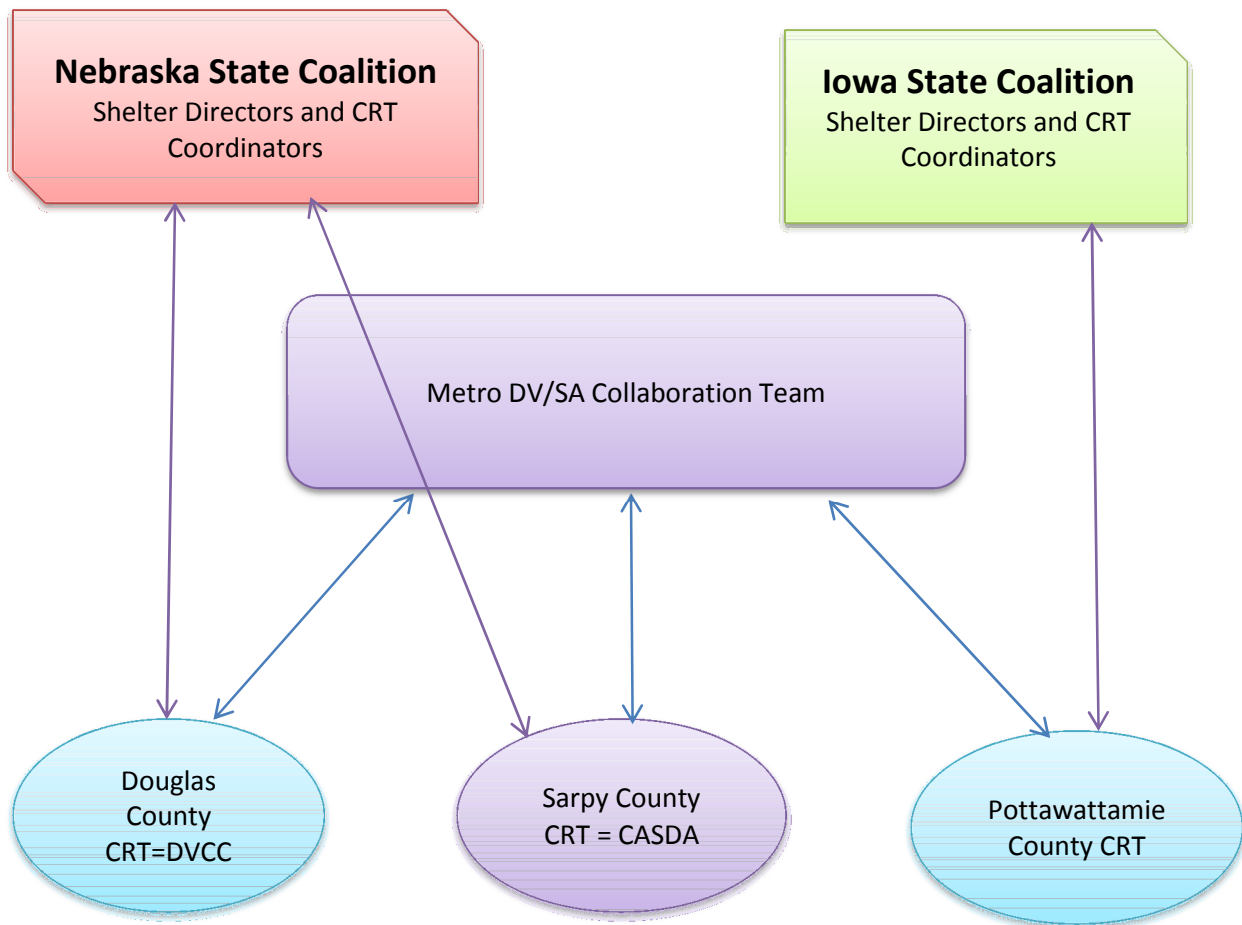 Nebraska State Coalition
Shelter Directors and CRT
Coordinators
Iowa State Coalition
Shelter Directors and CRT
Coordinators
Metro DV/SA Collaboration Team
Douglas
County
CRT=DVCC
Sarpy County
CRT = CASDA
Pottawattamie
County CRT